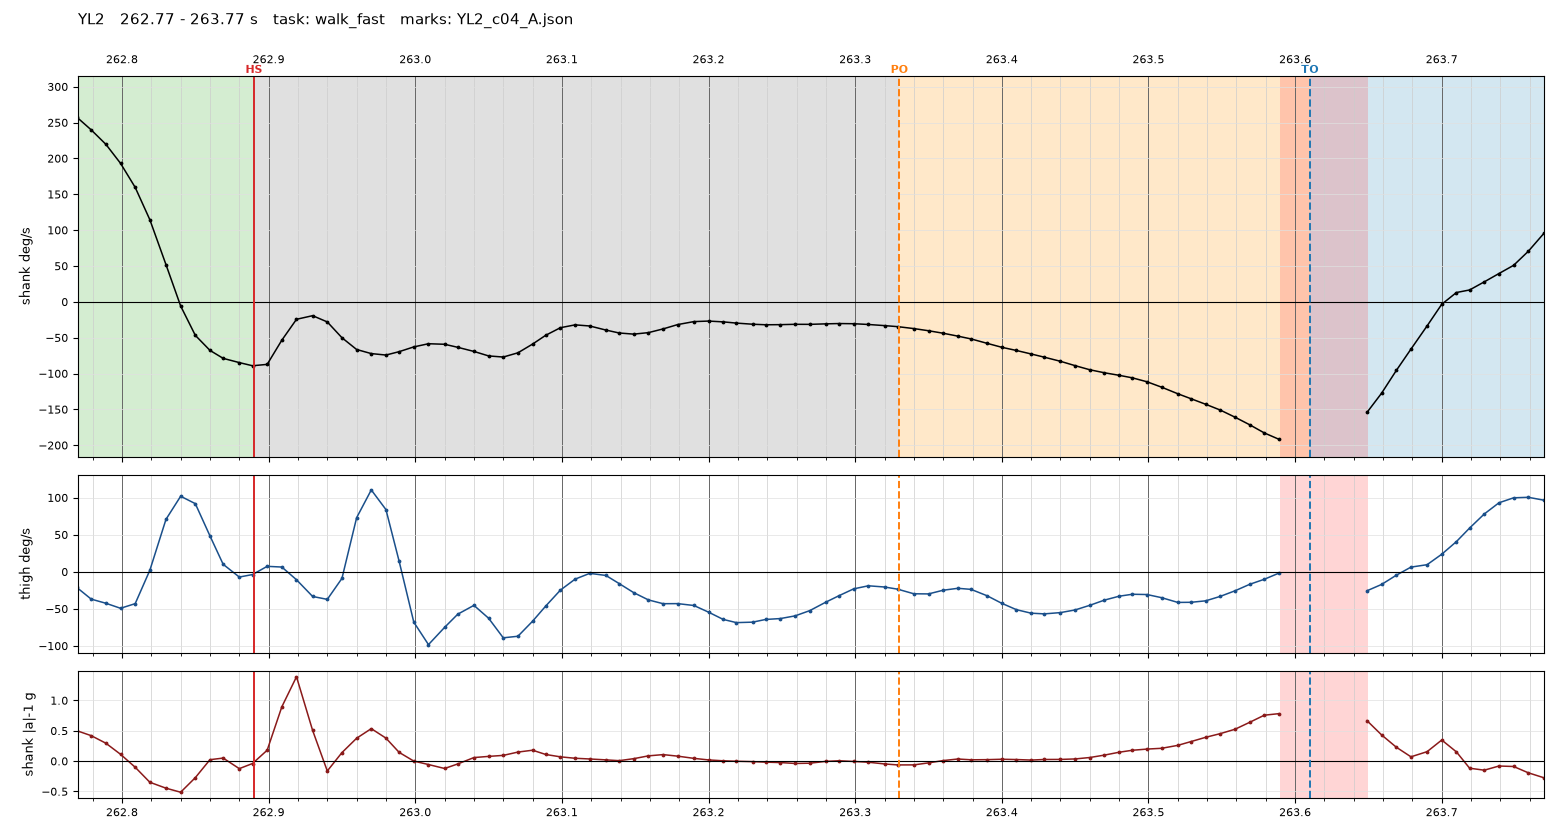 YL2   262.77 - 263.77 s   task: walk_fast   marks: YL2_c04_A.json
262.8 262.9 263.0 263.1 263.2 263.3 263.4 263.5 263.6 263.7
HS PO TO
300
250
200
150
100
50
0
−50
−100
−150
−200
shank deg/s
100
50
0
−50
−100
thigh deg/s
1.0
0.5
0.0
−0.5
shank |a|-1 g
262.8 262.9 263.0 263.1 263.2 263.3 263.4 263.5 263.6 263.7